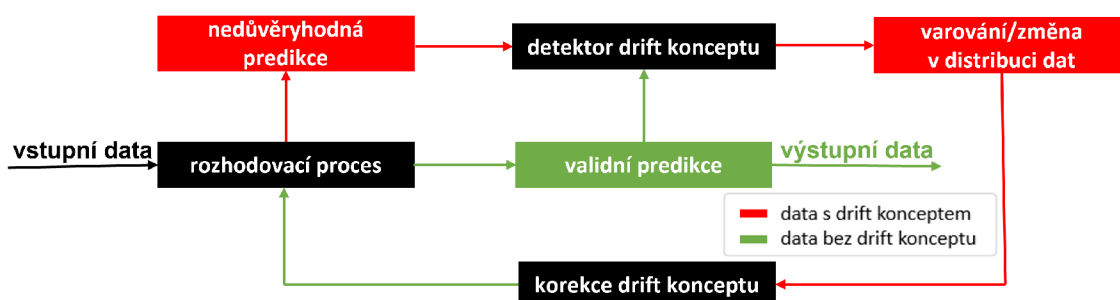 nedůvěryhodná
predikce
detektor drift konceptu
varování/změna
v distribuci dat
vstupní data
rozhodovací proces
validní predikce
výstupní data
data s drift konceptem
data bez drift konceptu
korekce drift konceptu